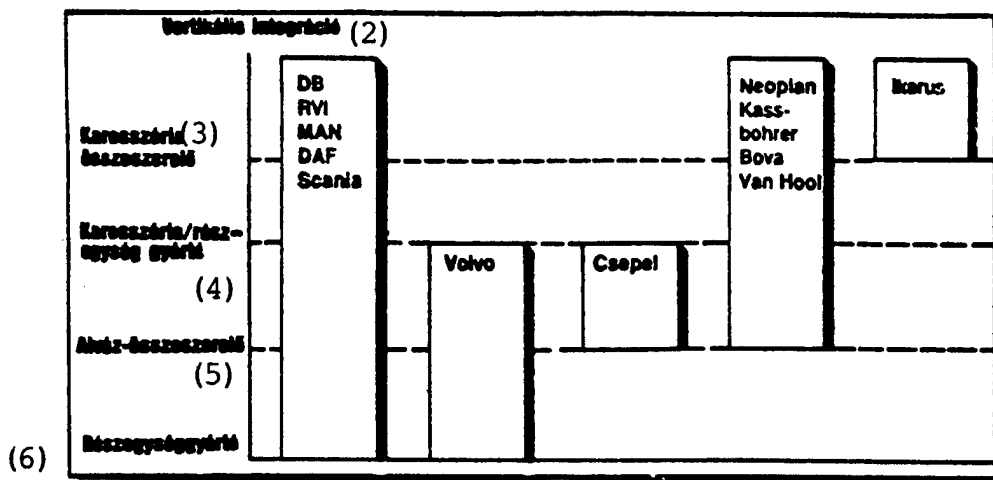 Vertikális integráció (2)
DB
RVI
MAN
DAF
Scania
Neoplan
Kass-
bohrer
Bova
Van Hool
Ikarus
Karosszéria (3)
összeszerelő
Karosszéria/rész-
egység gyártó
(4)
Volvo
Csepel
Alváz-összeszerelő
(5)
Részegységgyártó
(6)